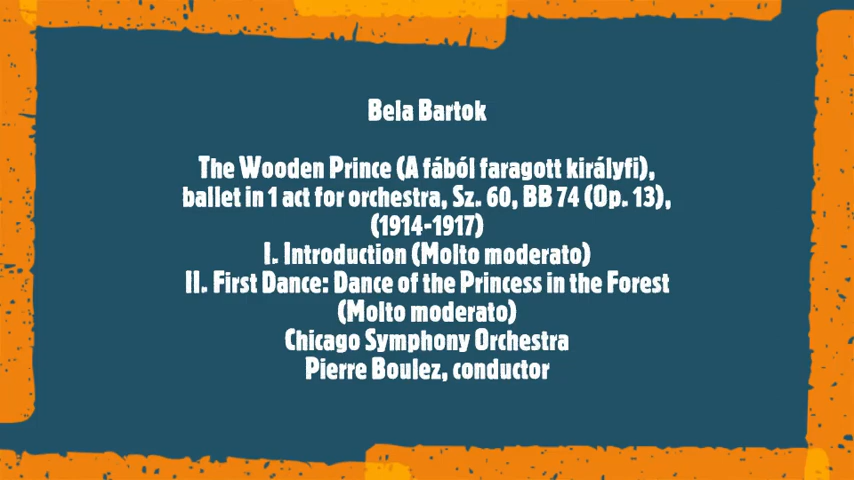 Bela Bartok
The Wooden Prince (A fából faragott királyfi),
ballet in 1 act for orchestra, Sz. 60, BB 74 (Op. 13),
(1914-1917)
I. Introduction (Molto moderato)
II. First Dance: Dance of the Princess in the Forest
(Molto moderato)
Chicago Symphony Orchestra
Pierre Boulez, conductor